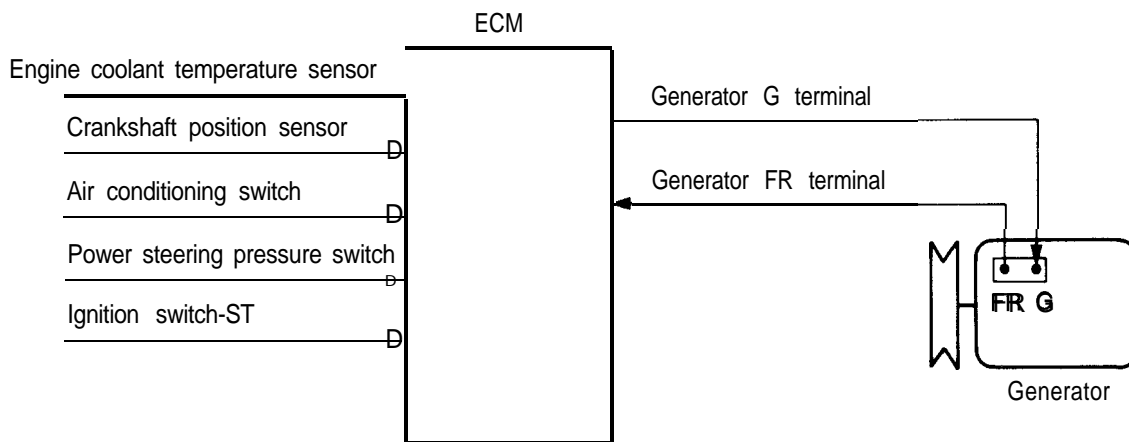 ECM
Engine coolant temperature sensor
Crankshaft position sensor
Air conditioning switch
Power steering pressure switch
Ignition switch-ST
Generator G terminal
Generator FR terminal
FR G
Generator